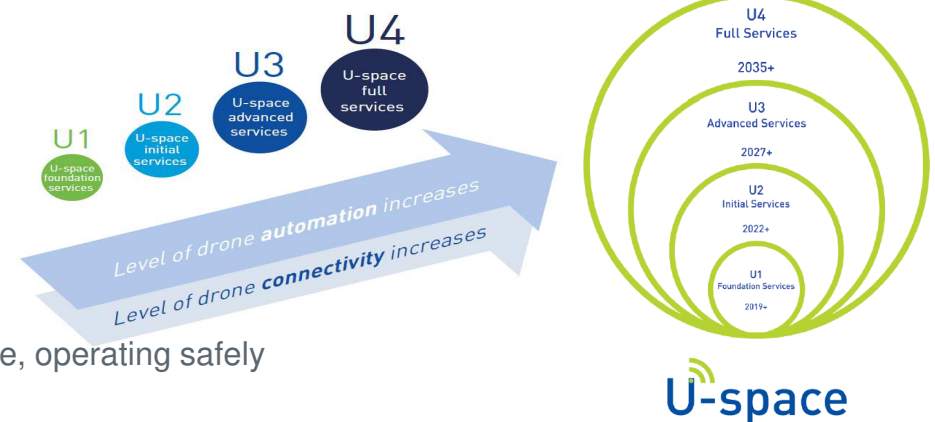 U1
U-space
foundation
services
U2
U-space
initial
services
U3
U-space
advanced
services
U4
U-space
full
services
Level of drone automation increases
Level of drone connectivity increases
e, operating safely
U4
Full Services
2035+
U3
Advanced Services
2027+
U2
Initial Services
2022+
U1
Foundation Services
2019+
U-space